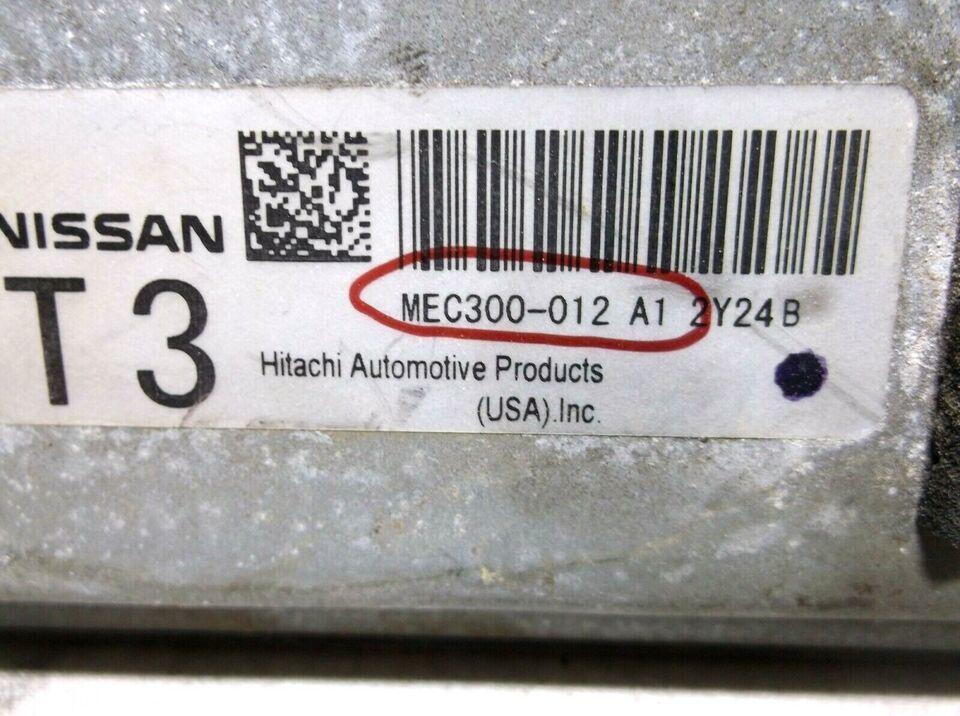 NISSAN
T3
MEC300-012 A1 2Y24B
Hitachi Automotive Products
(USA).Inc.